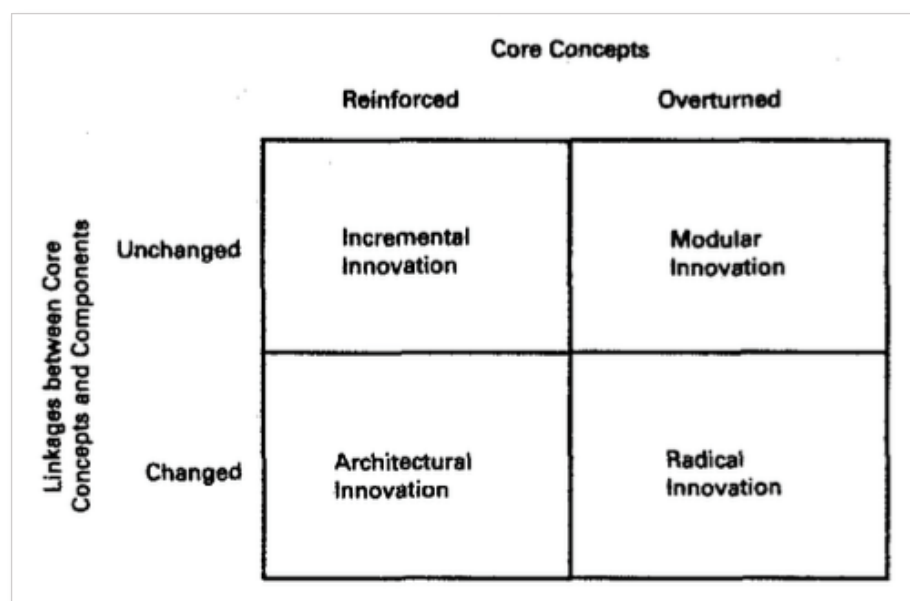 Core Concepts
Reinforced
Overturned
Linkages between Core
Concepts and Components
Unchanged
Incremental
Innovation
Modular
Innovation
Changed
Architectural
Innovation
Radical
Innovation